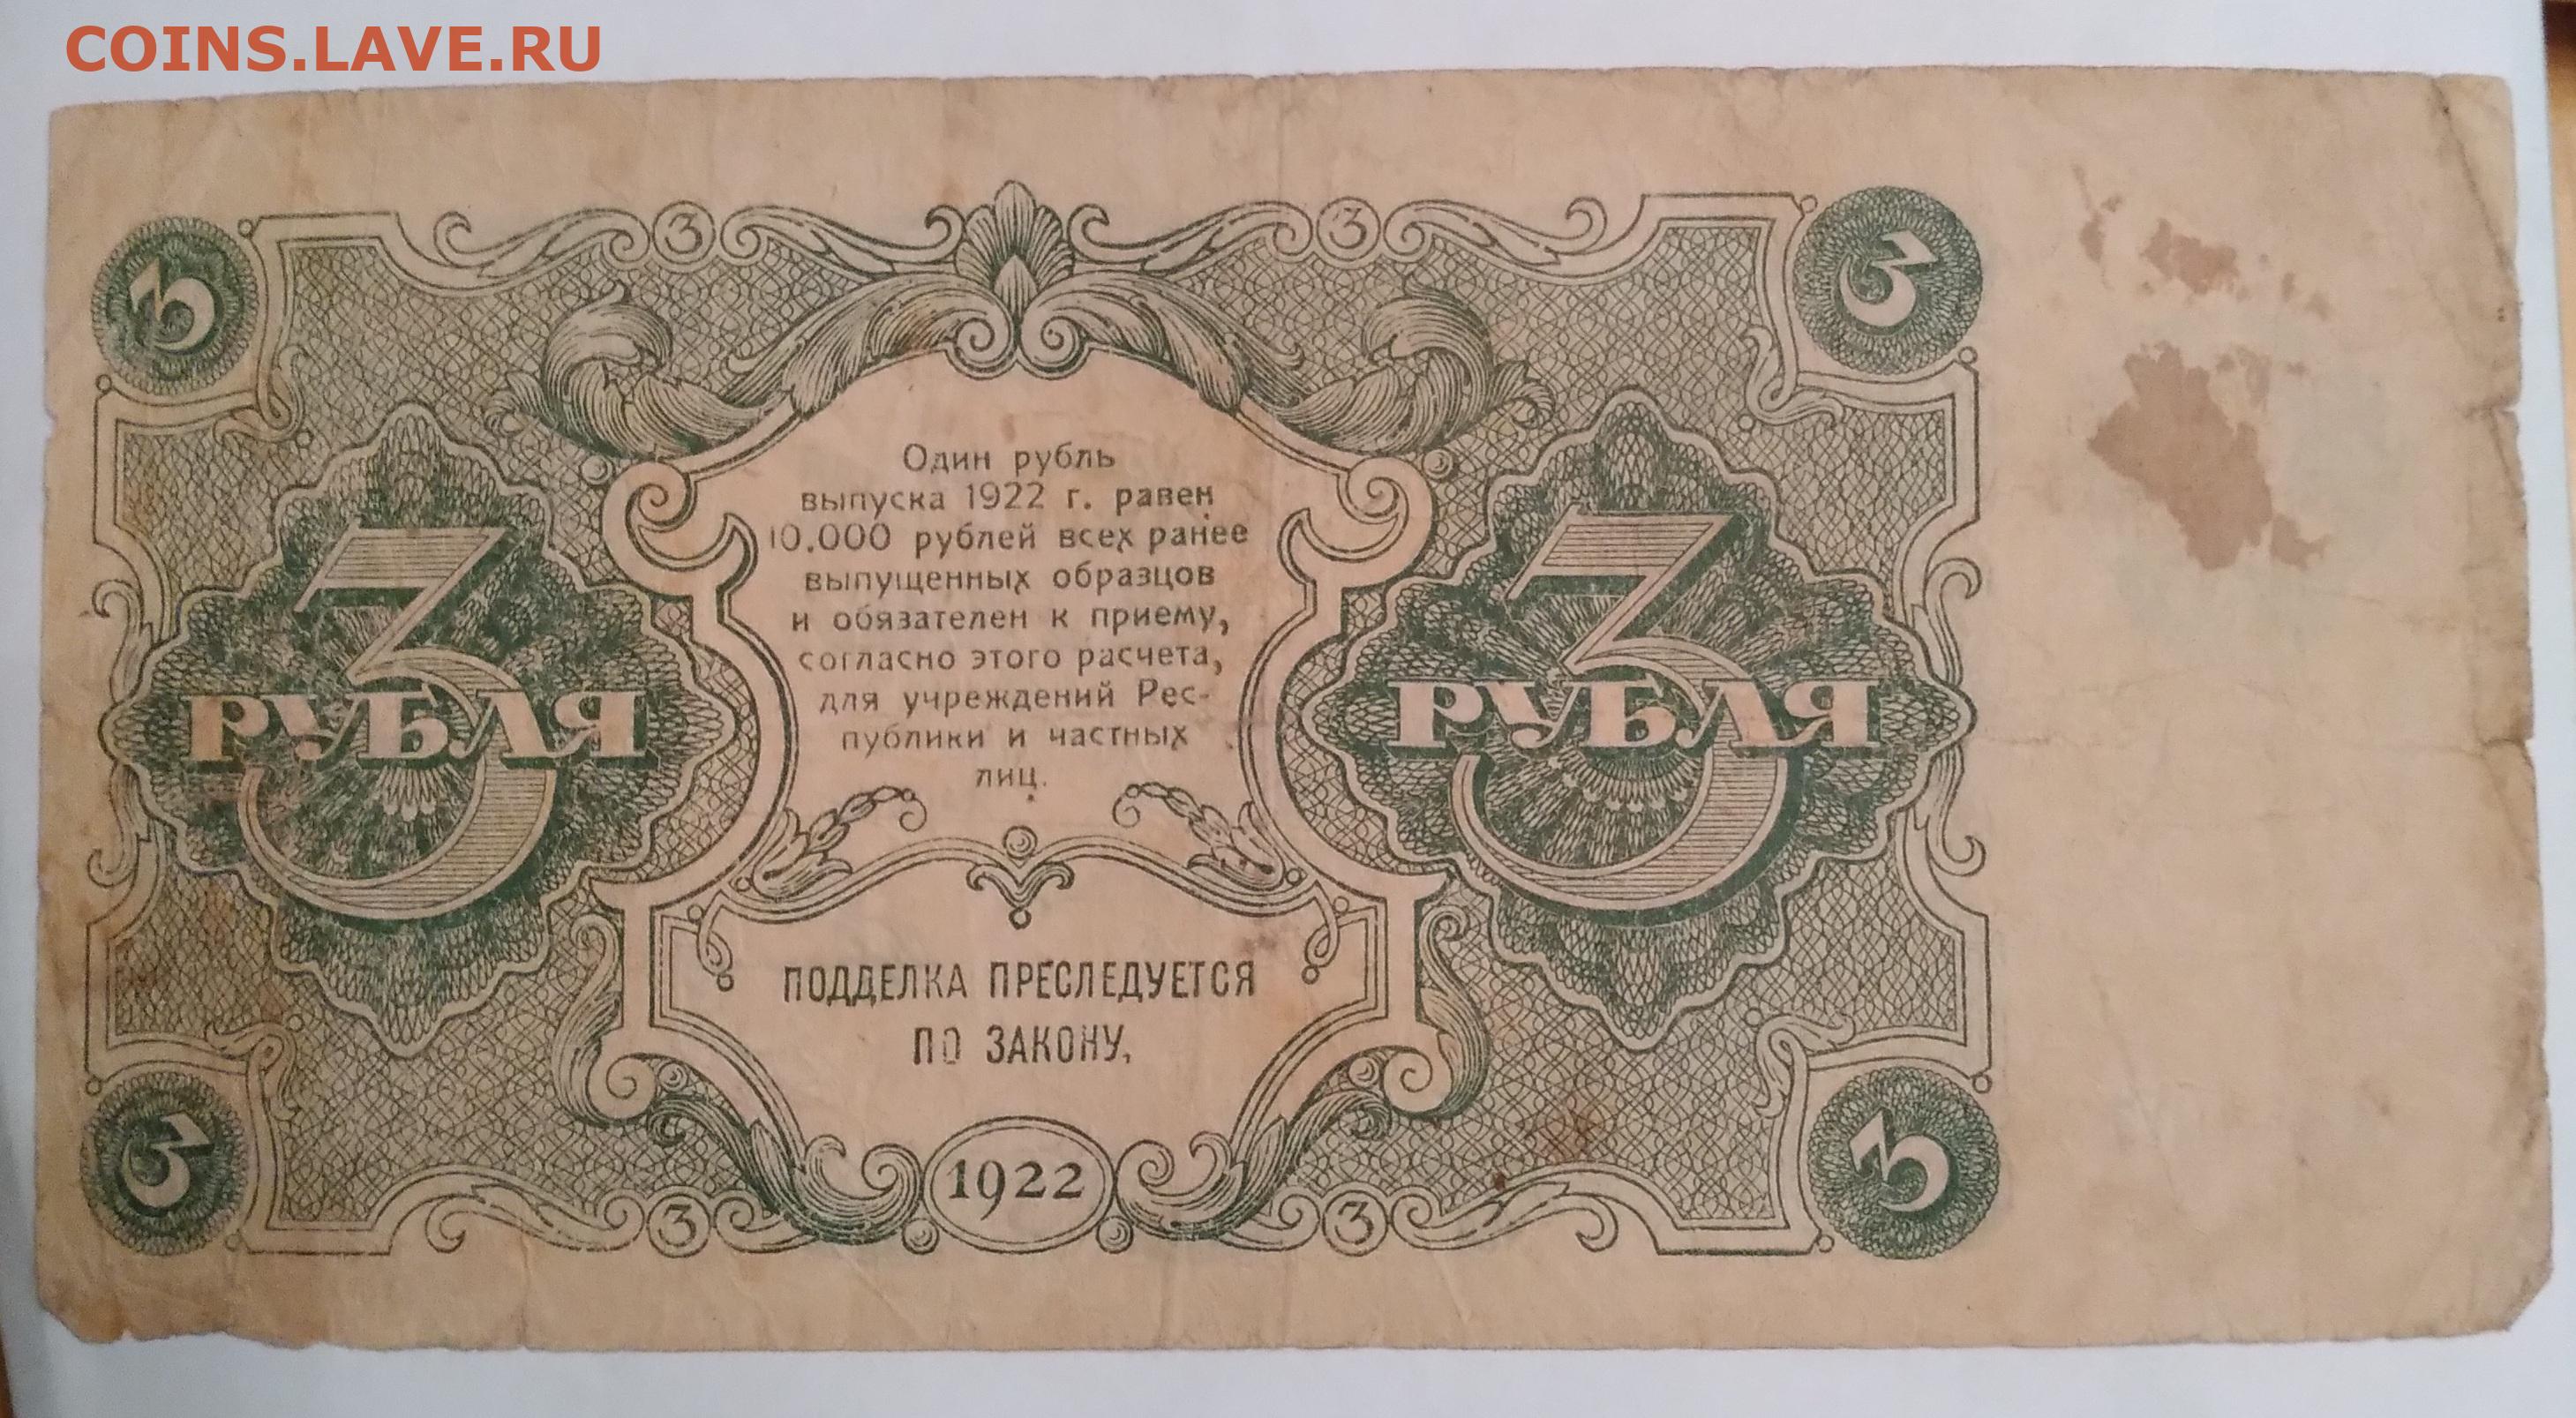 COINS.LAVE.RU
3 3
3 3
Один рубль
выпуска 1922 г. равен
10.000 рублей всех ранее
выпущенных образцов
и обязателен к приему,
согласно этого расчета,
для учреждений Рес-
публики и частных
лиц.
3 РУБЛЯ
3 РУБЛЯ
ПОДДЕЛКА ПРЕСЛЕДУЕТСЯ
ПО ЗАКОНУ.
3 3
1922
3 3